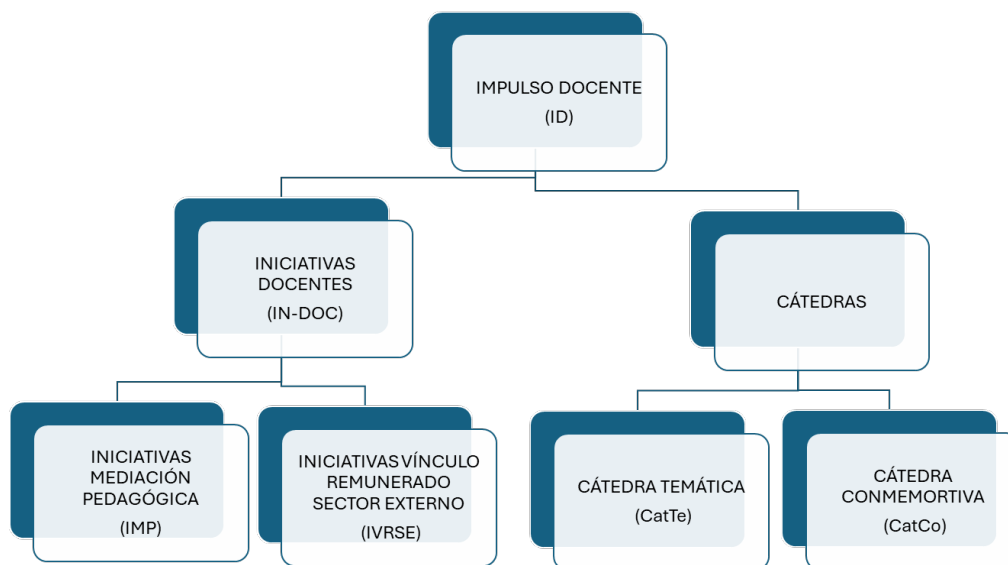 IMPULSO DOCENTE
(ID)
INICIATIVAS
DOCENTES
(IN-DOC)
CÁTEDRAS
INICIATIVAS
MEDIACIÓN
PEDAGÓGICA
(IMP)
INICIATIVAS VÍNCULO
REMUNERADO
SECTOR EXTERNO
(IVRSE)
CÁTEDRA TEMÁTICA
(CatTe)
CÁTEDRA
CONMEMORTIVA
(CatCo)